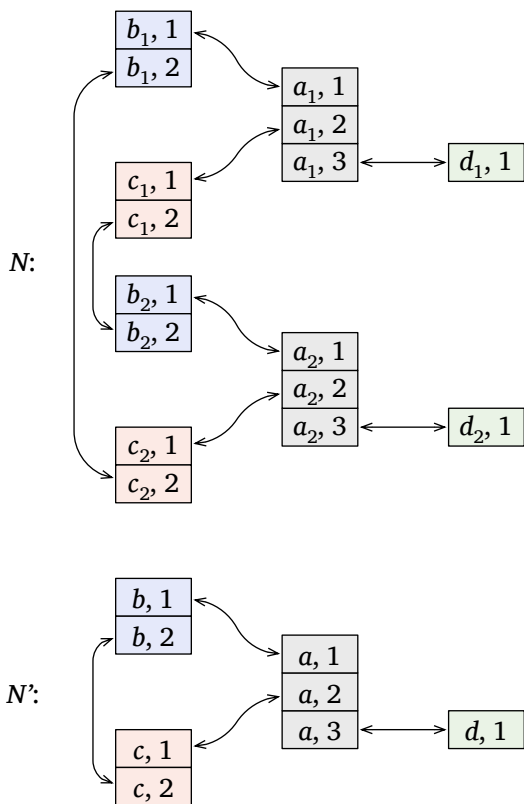 b₁, 1
b₁, 2
a₁, 1
a₁, 2
a₁, 3
d₁, 1
c₁, 1
c₁, 2
N:
b₂, 1
b₂, 2
a₂, 1
a₂, 2
a₂, 3
d₂, 1
c₂, 1
c₂, 2
b, 1
b, 2
a, 1
a, 2
a, 3
d, 1
N’:
c, 1
c, 2